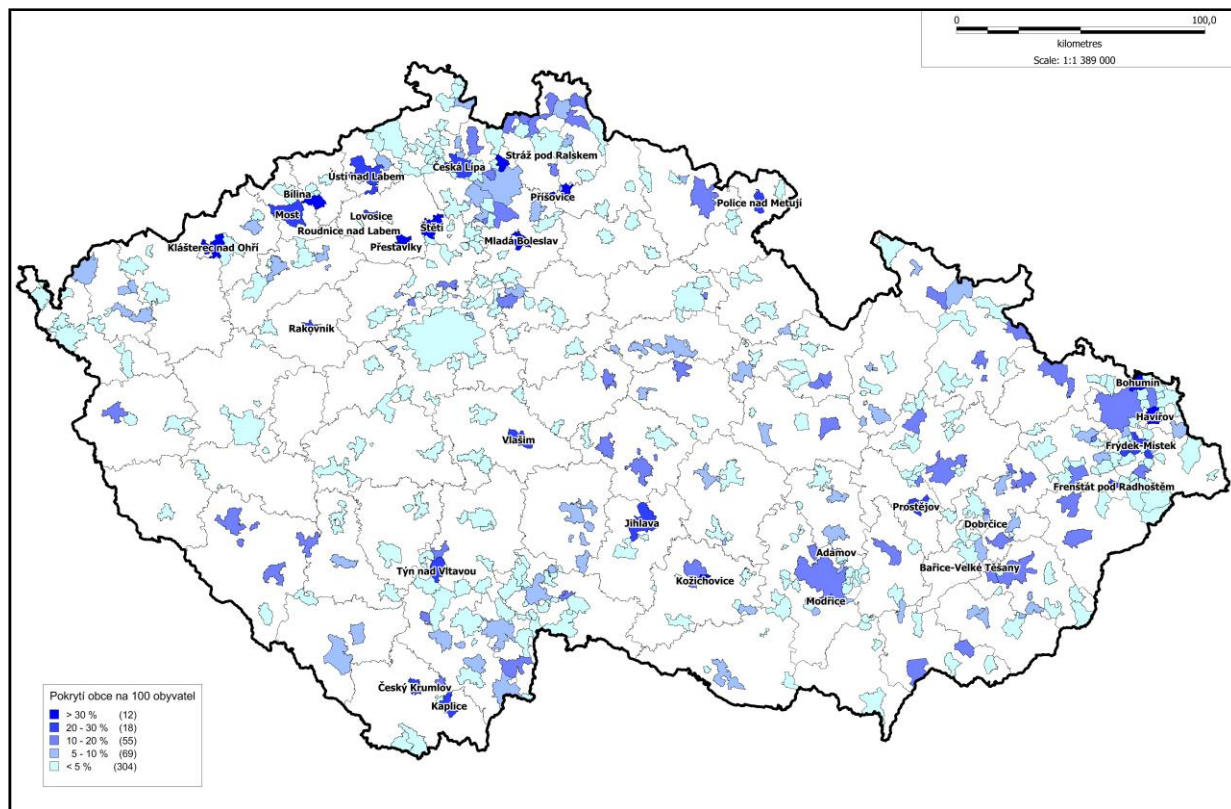 0 100,0
kilometres
Scale: 1:1 389 000
Stráž pod Ralskem
Česká Lípa
Ústí nad Labem
Bílina
Příšovice
Police nad Metují
Most
Lovosice
Štětí
Roudnice nad Labem
Přestavlky
Mladá Boleslav
Klášterec nad Ohří
Rakovník
Bohumín
Havířov
Vlašim
Frýdek-Místek
Frenštát pod Radhoštěm
Prostějov
Jihlava
Dobrčice
Adamov
Týn nad Vltavou
Bařice-Velké Těšany
Kožichovice
Modřice
Český Krumlov
Kaplice
Pokrytí obce na 100 obyvatel
> 30 % (12)
20 - 30 % (18)
10 - 20 % (55)
5 - 10 % (69)
< 5 % (304)